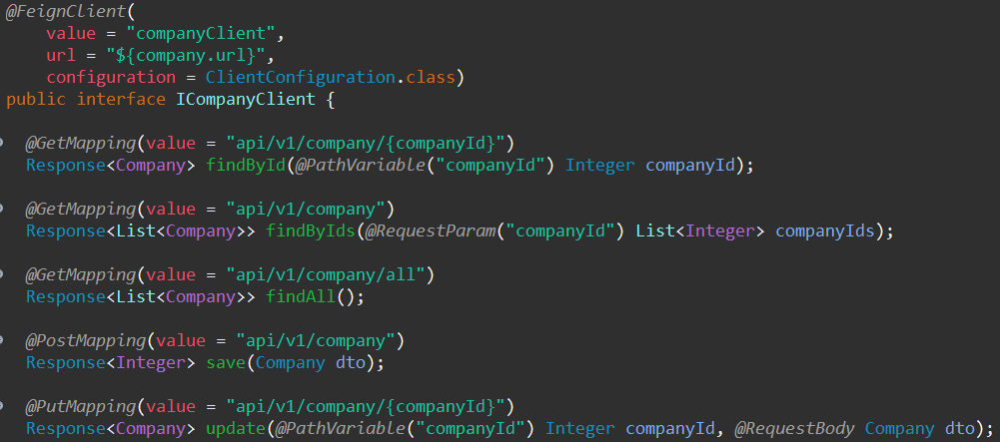 @FeignClient(
    value = "companyClient",
    url = "${company.url}",
    configuration = ClientConfiguration.class)
public interface ICompanyClient {
  @GetMapping(value = "api/v1/company/{companyId}")
  Response<Company> findById(@PathVariable("companyId") Integer companyId);
  @GetMapping(value = "api/v1/company")
  Response<List<Company>> findByIds(@RequestParam("companyId") List<Integer> companyIds);
  @GetMapping(value = "api/v1/company/all")
  Response<List<Company>> findAll();
  @PostMapping(value = "api/v1/company")
  Response<Integer> save(Company dto);
  @PutMapping(value = "api/v1/company/{companyId}")
  Response<Company> update(@PathVariable("companyId") Integer companyId, @RequestBody Company dto);